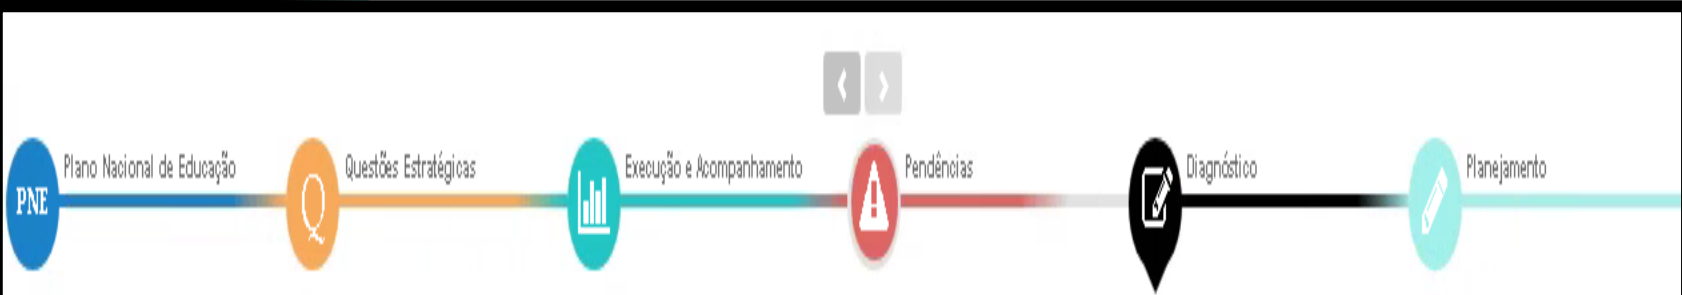 PNE
Plano Nacional de Educação
Q
Questões Estratégicas
Execução e Acompanhamento
Pendências
Diagnóstico
Planejamento